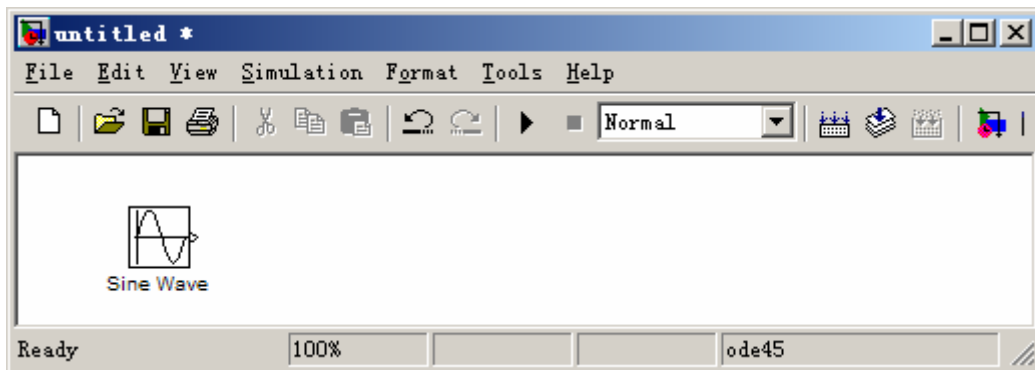 untitled *
File Edit View Simulation Format Tools Help
Normal
Sine Wave
Ready 100% ode45